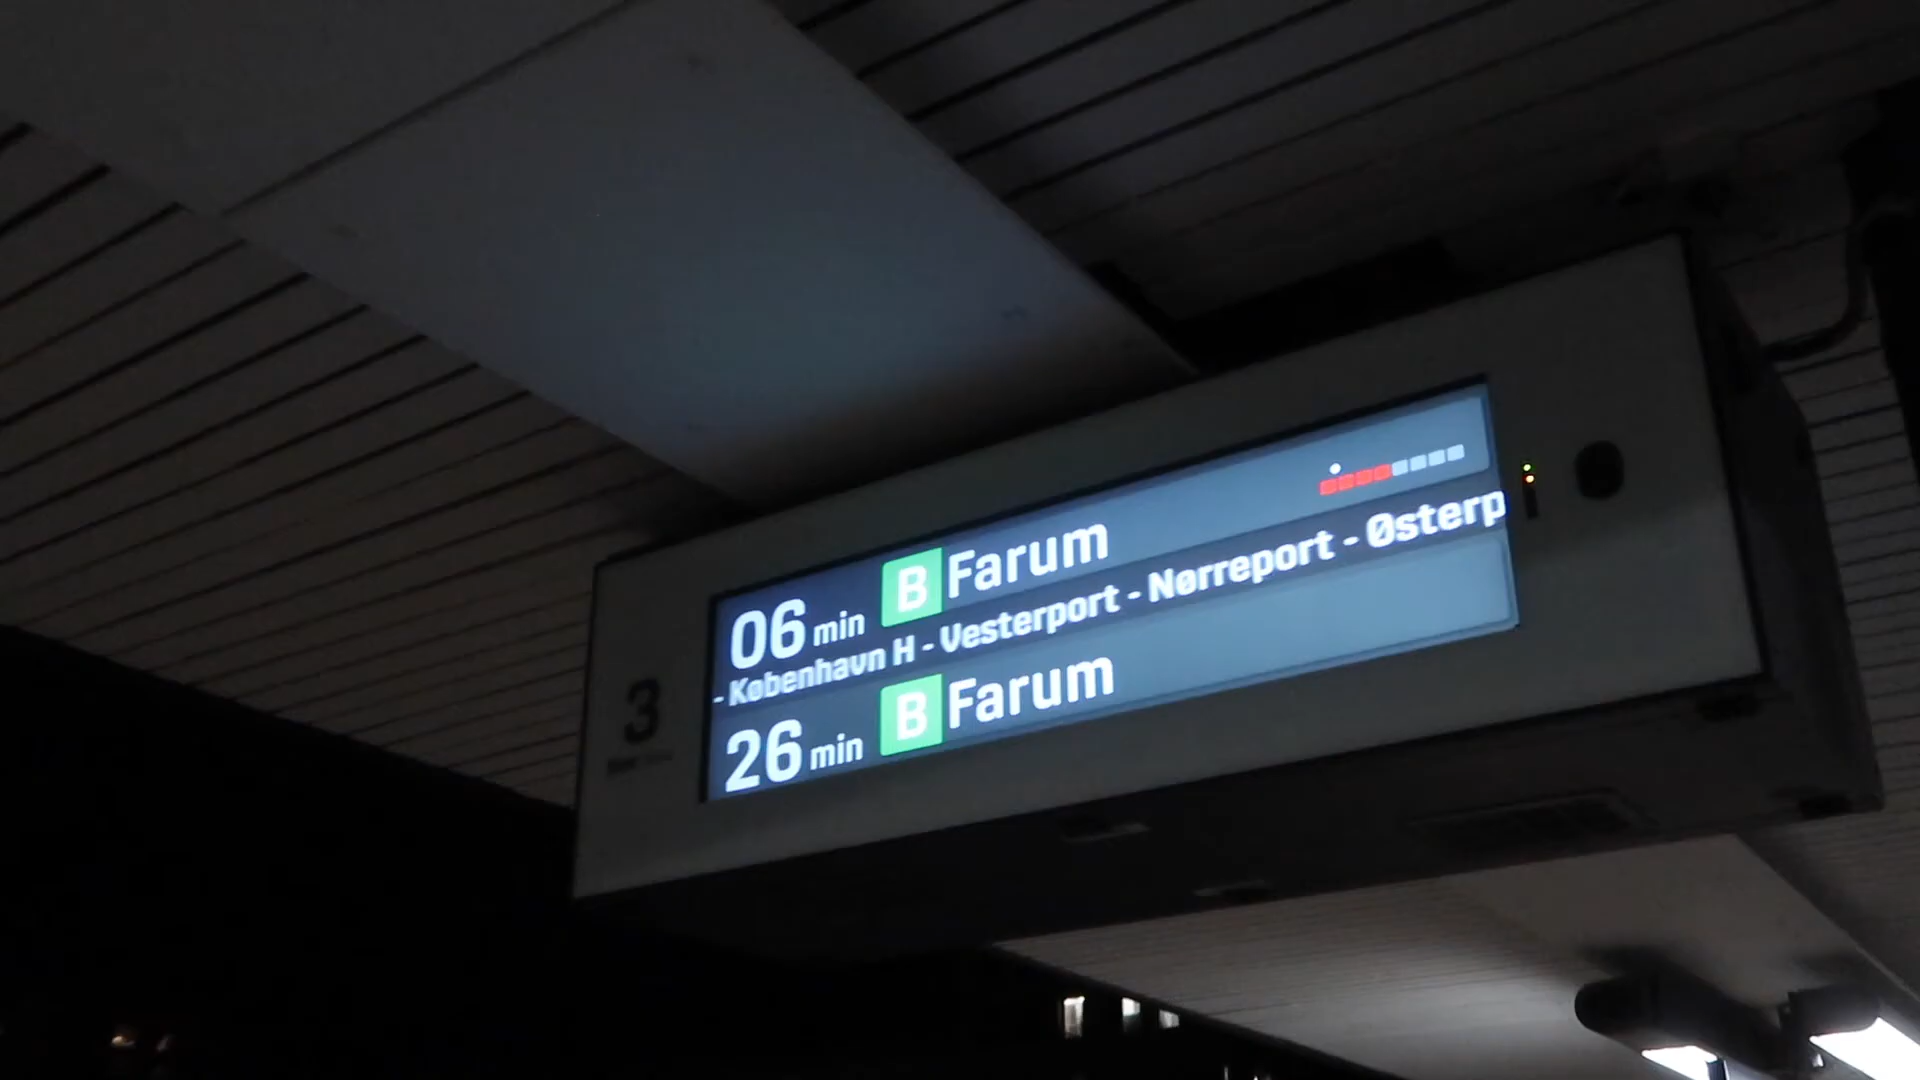 3
06 min B Farum
- København H - Vesterport - Nørreport - Østerp
26 min B Farum